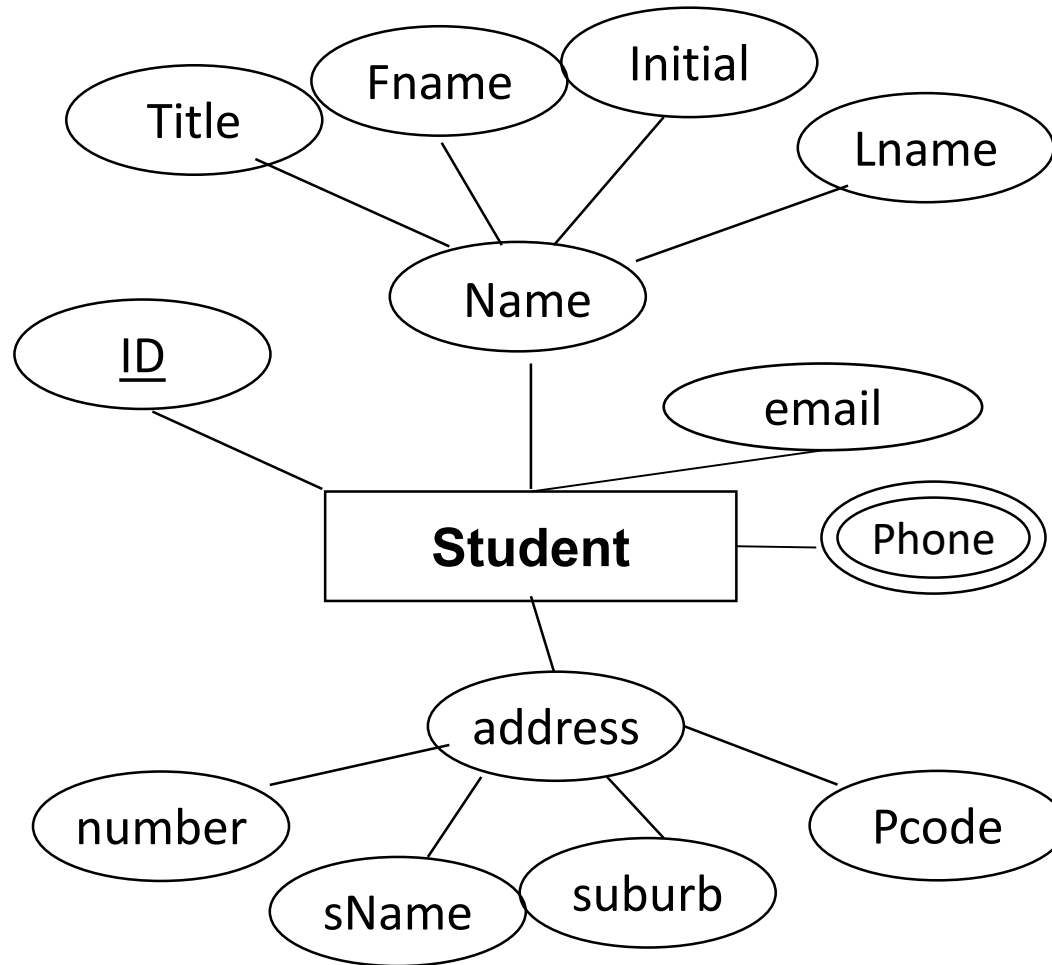 Initial
Fname
Title
Lname
Name
ID
email
Student
Phone
address
number
Pcode
sName
suburb